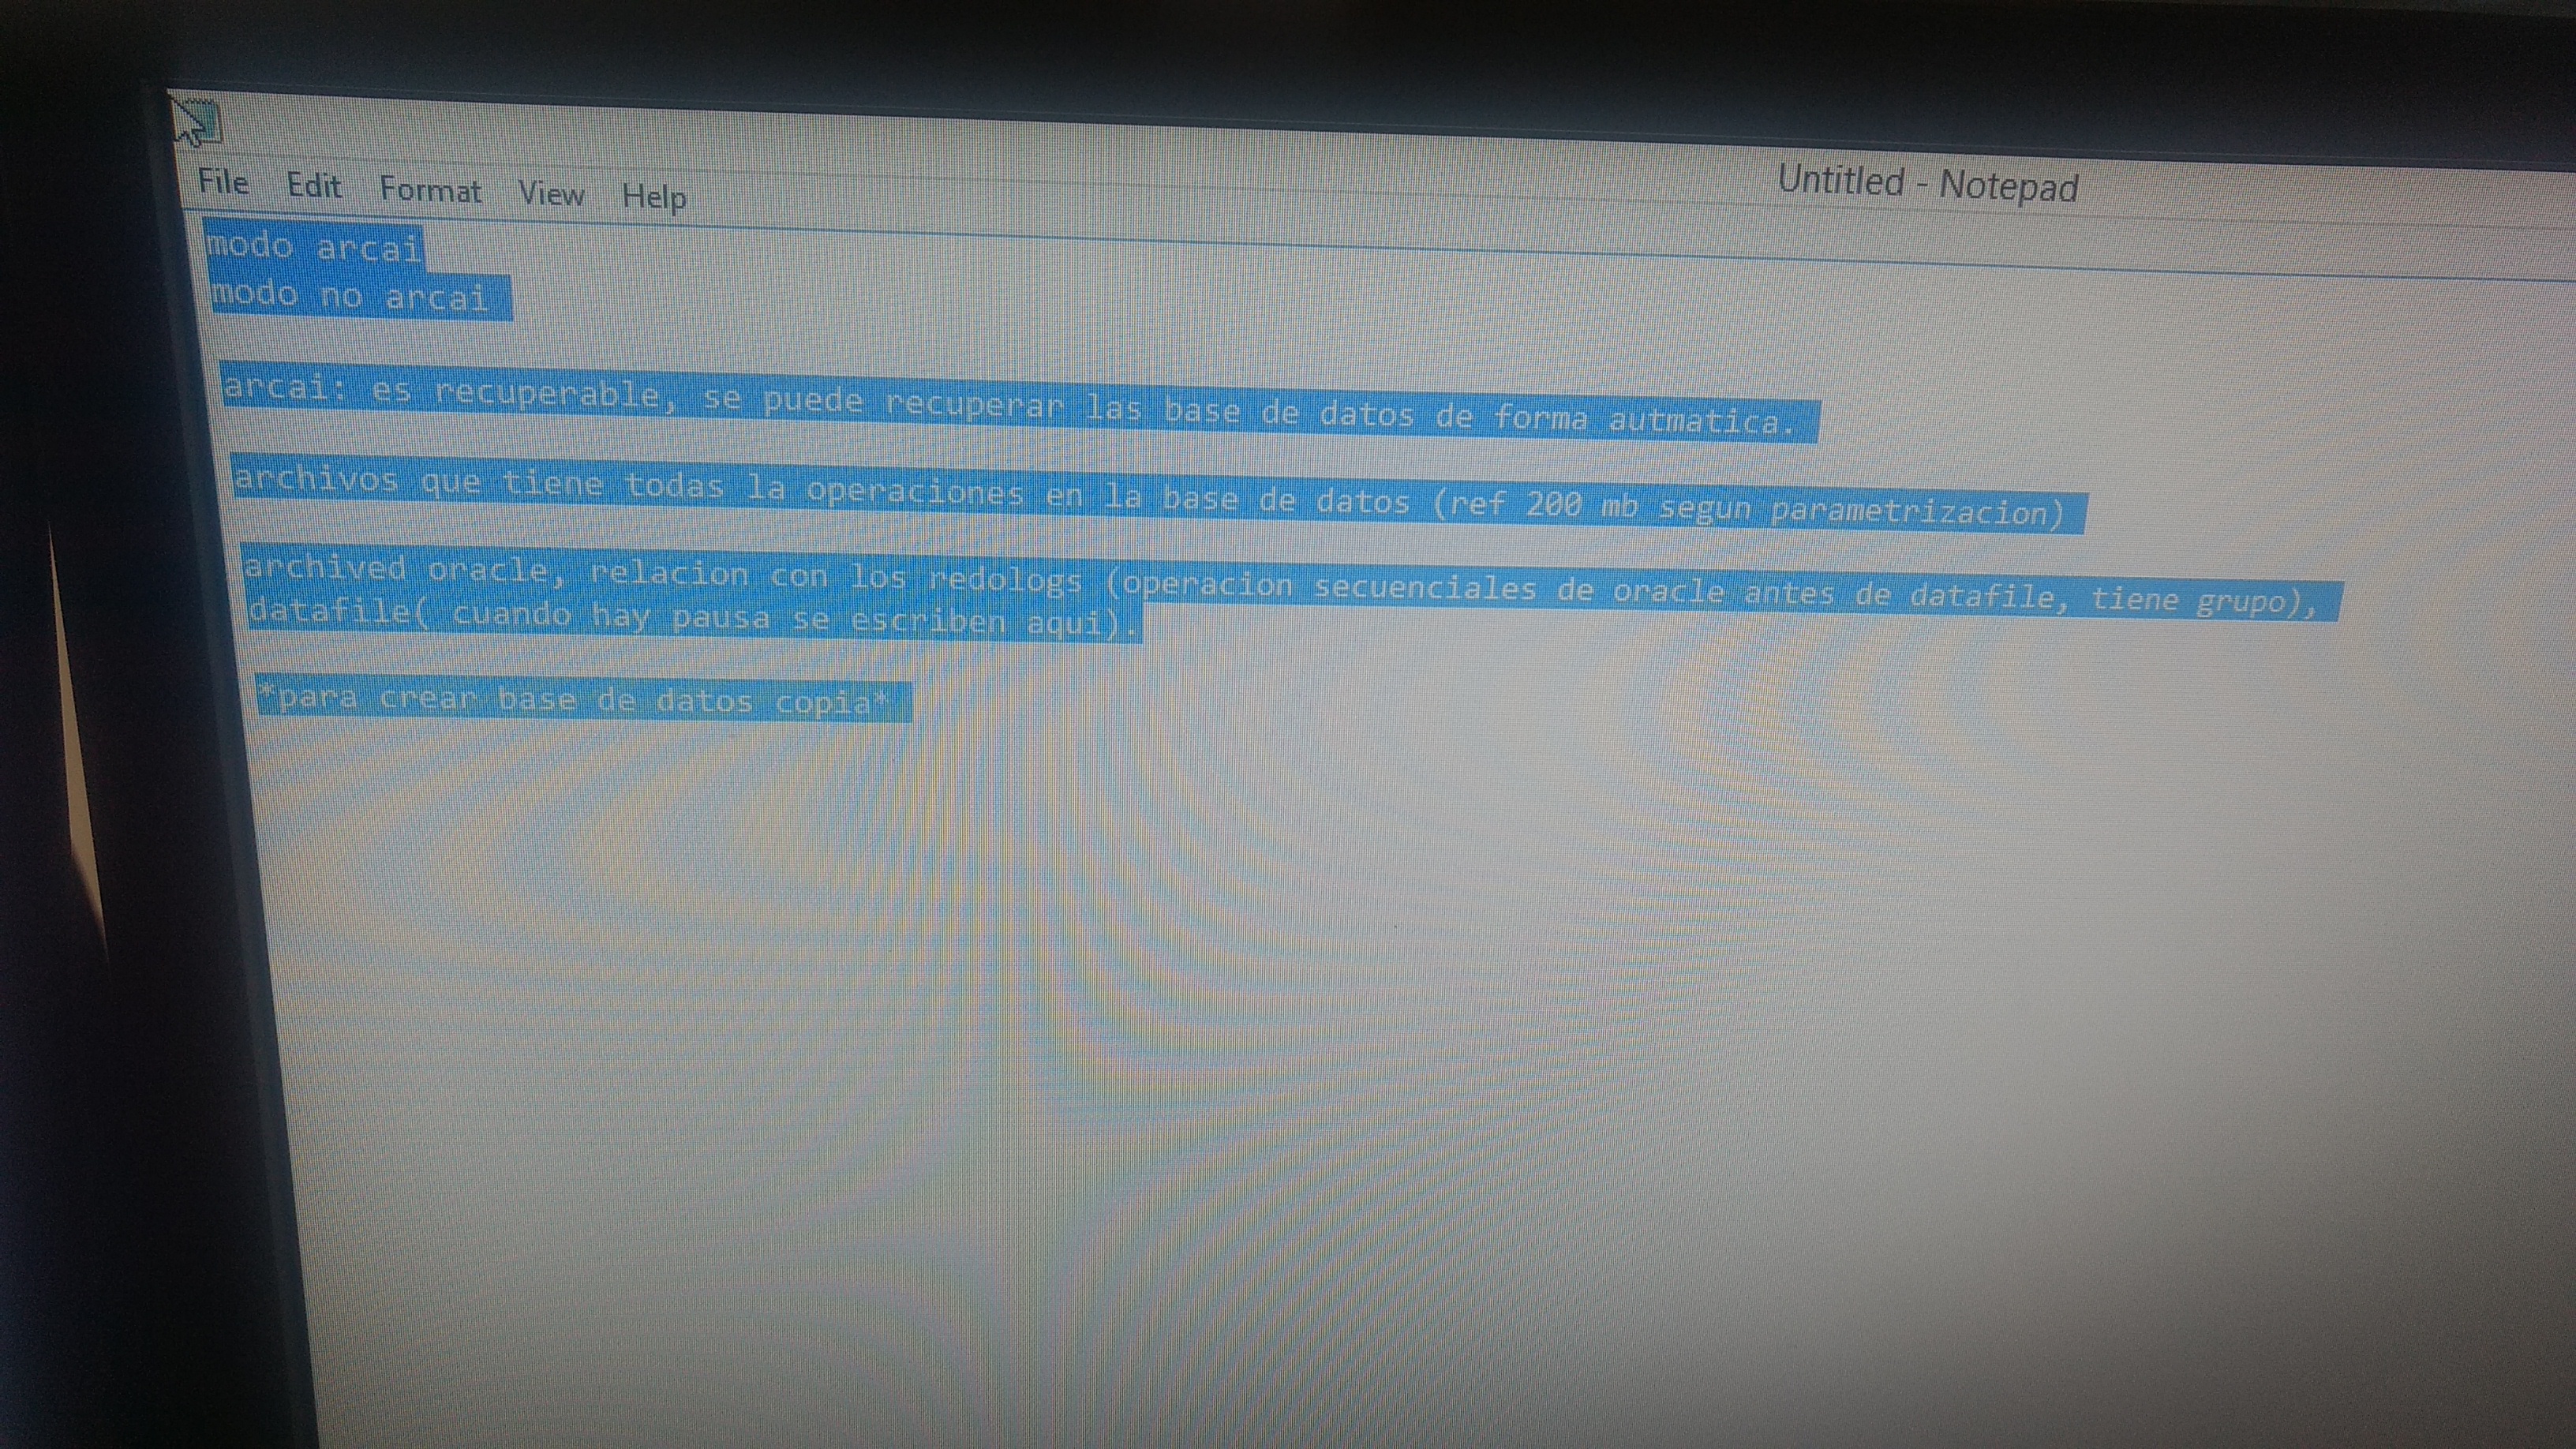 Untitled - Notepad
File Edit Format View Help
modo arcai
modo no arcai
arcai: es recuperable, se puede recuperar las base de datos de forma autmatica.
archivos que tiene todas la operaciones en la base de datos (ref 200 mb segun parametrizacion)
archived oracle, relacion con los redologs (operacion secuenciales de oracle antes de datafile, tiene grupo),
datafile( cuando hay pausa se escriben aqui).
*para crear base de datos copia*